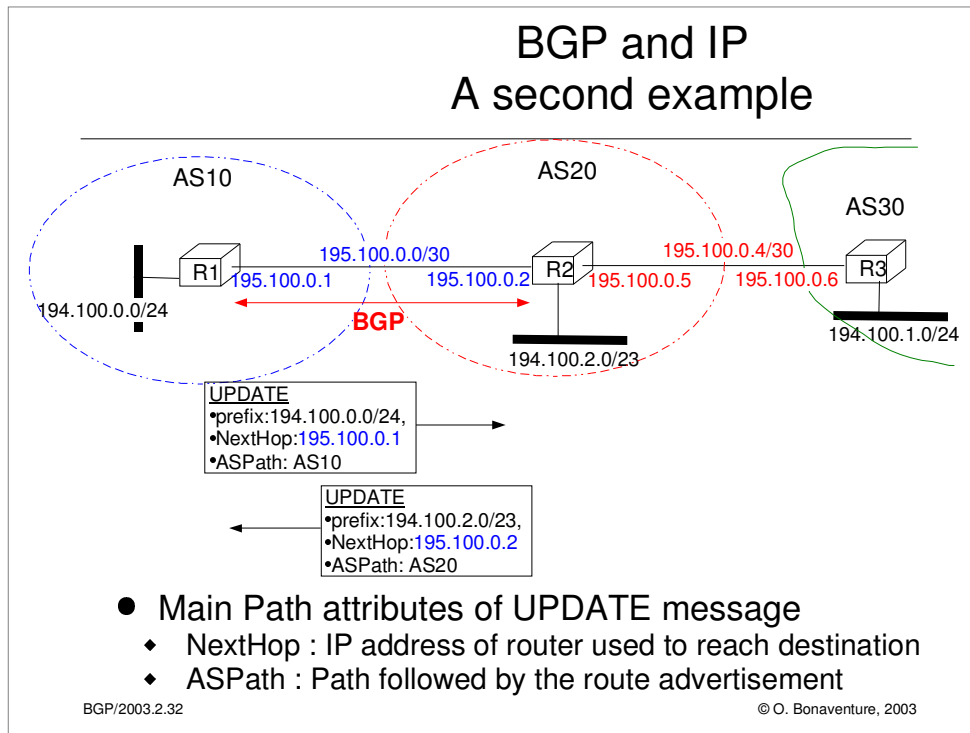 BGP and IP
A second example
AS10
AS20
AS30
195.100.0.0/30
195.100.0.4/30
R1
R2
R3
195.100.0.1
195.100.0.2
195.100.0.5
195.100.0.6
194.100.0.0/24
BGP
194.100.2.0/23
194.100.1.0/24
UPDATE
•prefix:194.100.0.0/24,
•NextHop:195.100.0.1
•ASPath: AS10
UPDATE
•prefix:194.100.2.0/23,
•NextHop:195.100.0.2
•ASPath: AS20
● Main Path attributes of UPDATE message
◆ NextHop : IP address of router used to reach destination
◆ ASPath : Path followed by the route advertisement
BGP/2003.2.32
© O. Bonaventure, 2003